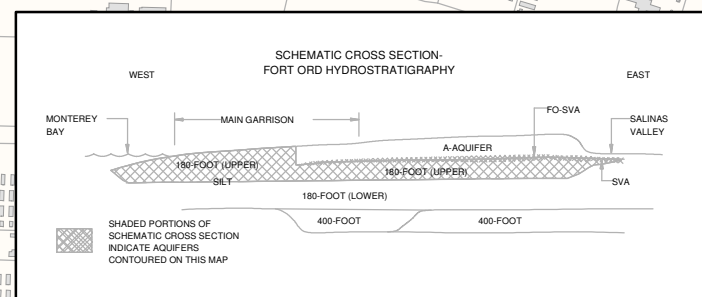 SCHEMATIC CROSS SECTION-
FORT ORD HYDROSTRATIGRAPHY
WEST
EAST
MONTEREY
BAY
MAIN GARRISON
FO-SVA
SALINAS
VALLEY
A-AQUIFER
180-FOOT (UPPER)
180-FOOT (UPPER)
SILT
SVA
180-FOOT (LOWER)
400-FOOT
400-FOOT
SHADED PORTIONS OF
SCHEMATIC CROSS SECTION
INDICATE AQUIFERS
CONTOURED ON THIS MAP